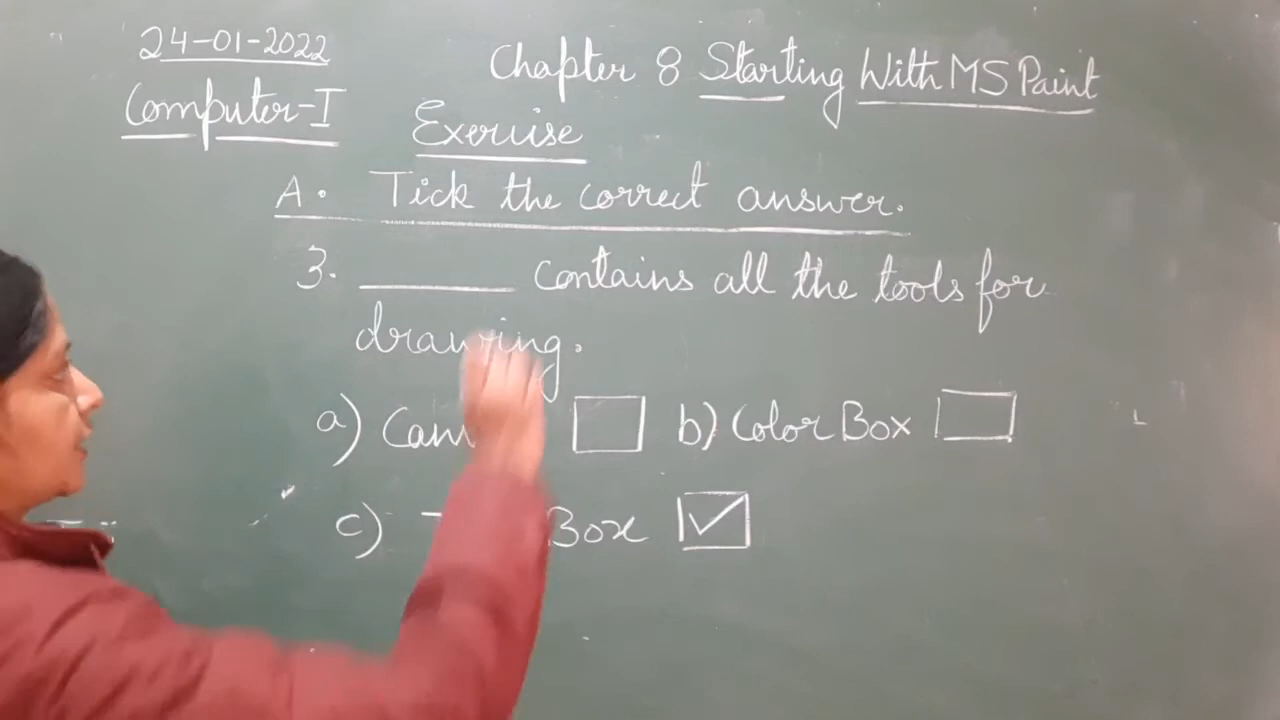 24-01-2022
Chapter 8 Starting With MS Paint
Computer-I
Exercise
A. Tick the correct answer.
3. ______ contains all the tools for
drawing.
a) b) Color Box
c) Box ✓